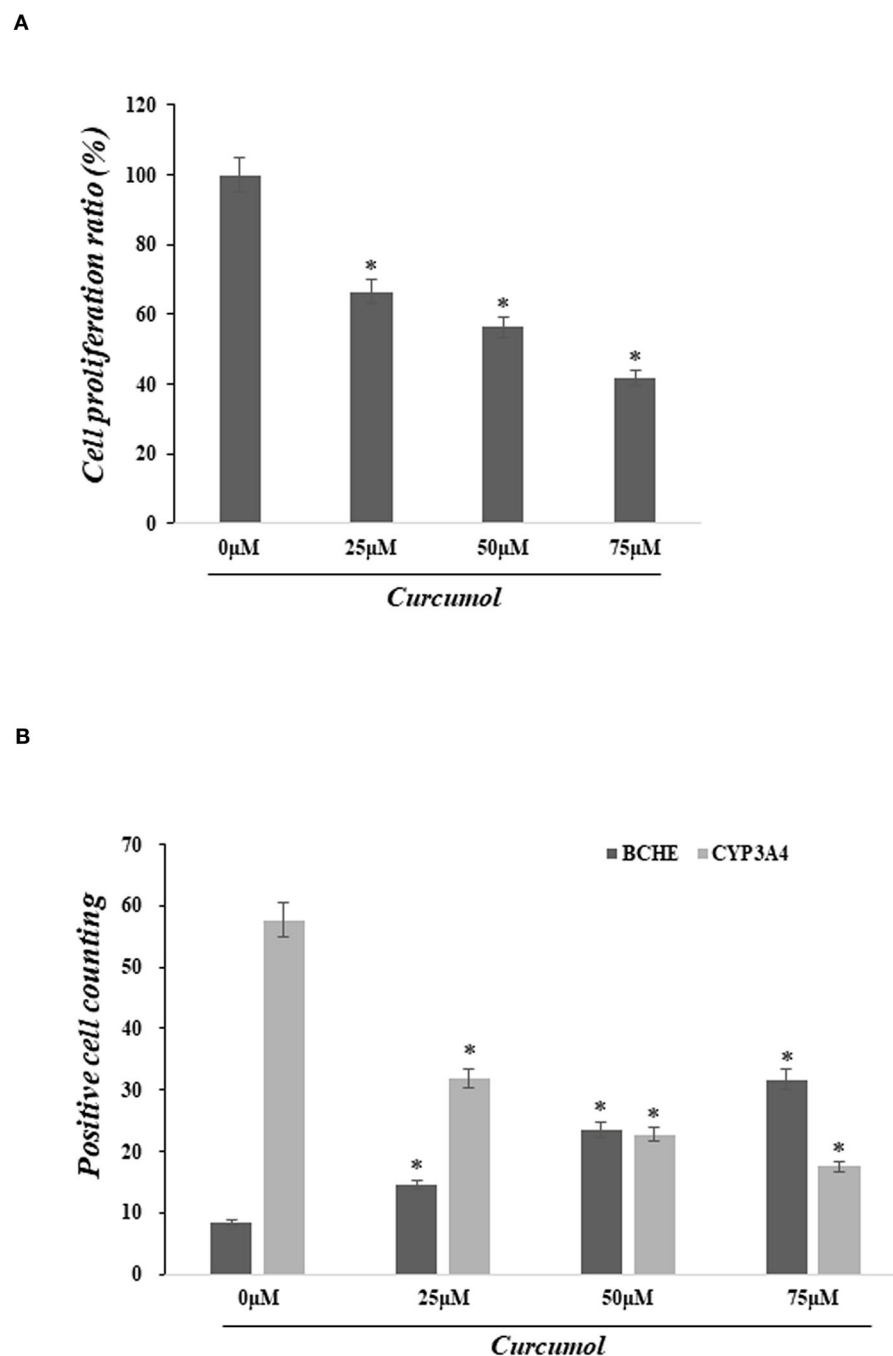 A
Cell proliferation ratio (%)
120
100
80
60
40
20
0
*
*
*
0µM 25µM 50µM 75µM
Curcumol
B
Positive cell counting
70
60
50
40
30
20
10
0
BCHE CYP3A4
*
*
*
*
*
*
0µM 25µM 50µM 75µM
Curcumol